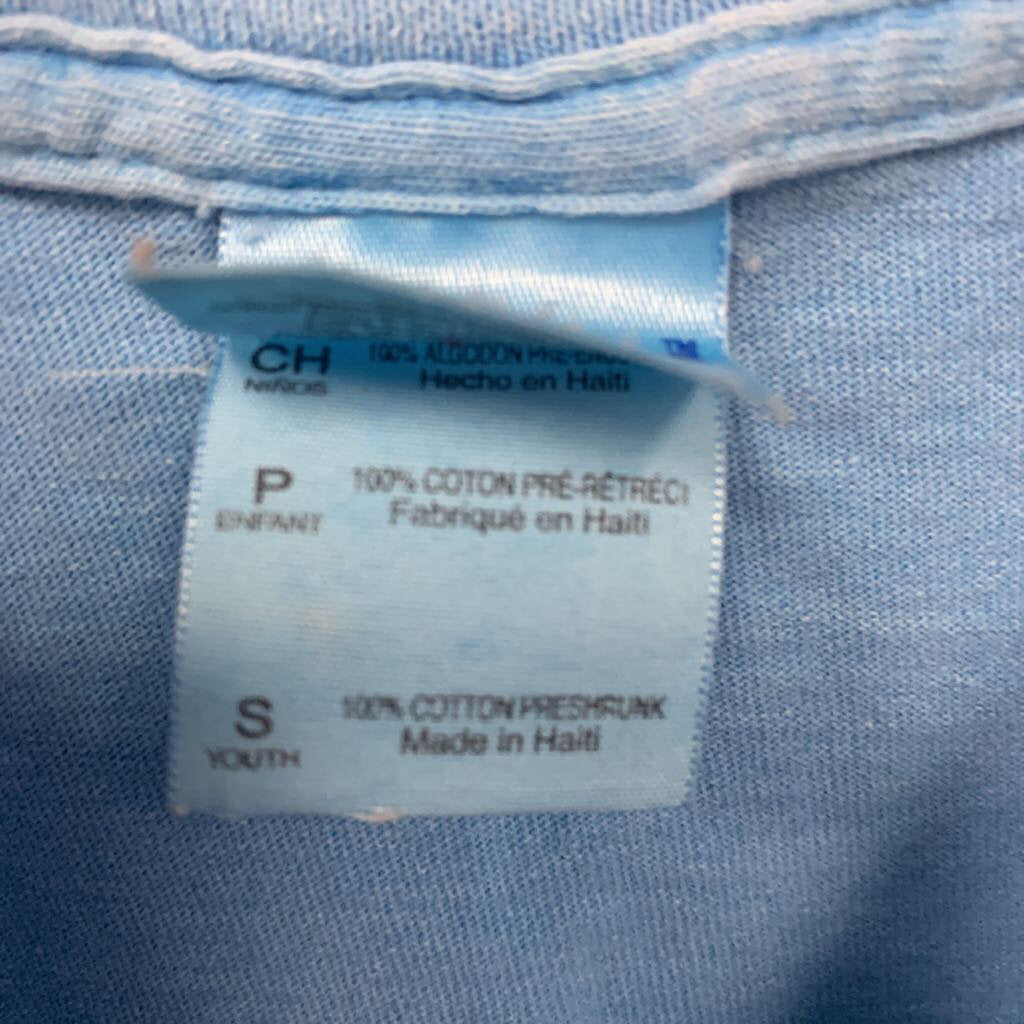 TM
CH 100% ALGODON
NIÑOS Hecho en Haiti
P 100% COTON PRÉ-RÉTRÉCI
ENFANT Fabriqué en Haiti
S 100% COTTON PRESHRUNK
YOUTH Made in Haiti